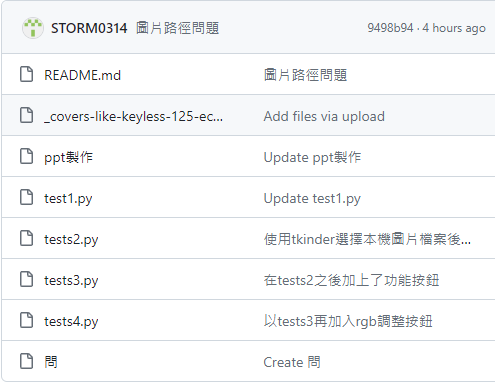 STORM0314 圖片路徑問題 9498b94 · 4 hours ago
README.md 圖片路徑問題
_covers-like-keyless-125-ec... Add files via upload
ppt製作 Update ppt製作
test1.py Update test1.py
tests2.py 使用tkinder選擇本機圖片檔案後...
tests3.py 在tests2之後加上了功能按鈕
tests4.py 以tests3再加入rgb調整按鈕
問 Create 問